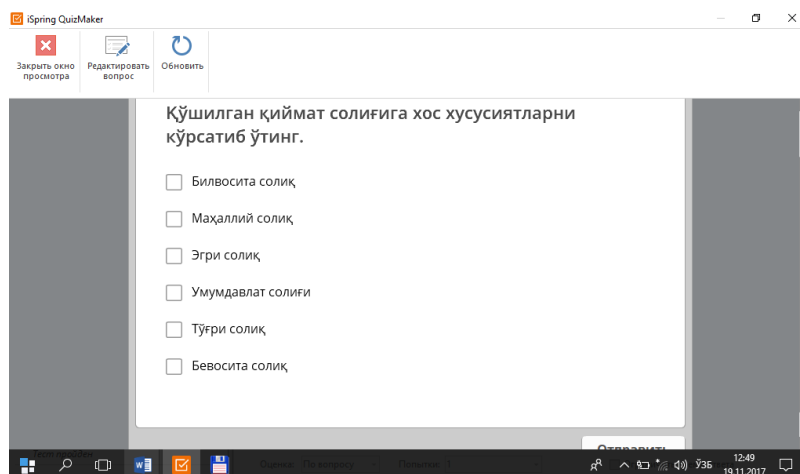 iSpring QuizMaker
Закрыть окно просмотра
Редактировать вопрос
Обновить
Қўшилган қиймат солиғига хос хусусиятларни
кўрсатиб ўтинг.
Билвосита солиқ
Маҳаллий солиқ
Эгри солиқ
Умумдавлат солиғи
Тўғри солиқ
Бевосита солиқ
Отправить
ЎЗБ
12:49
19.11.2017